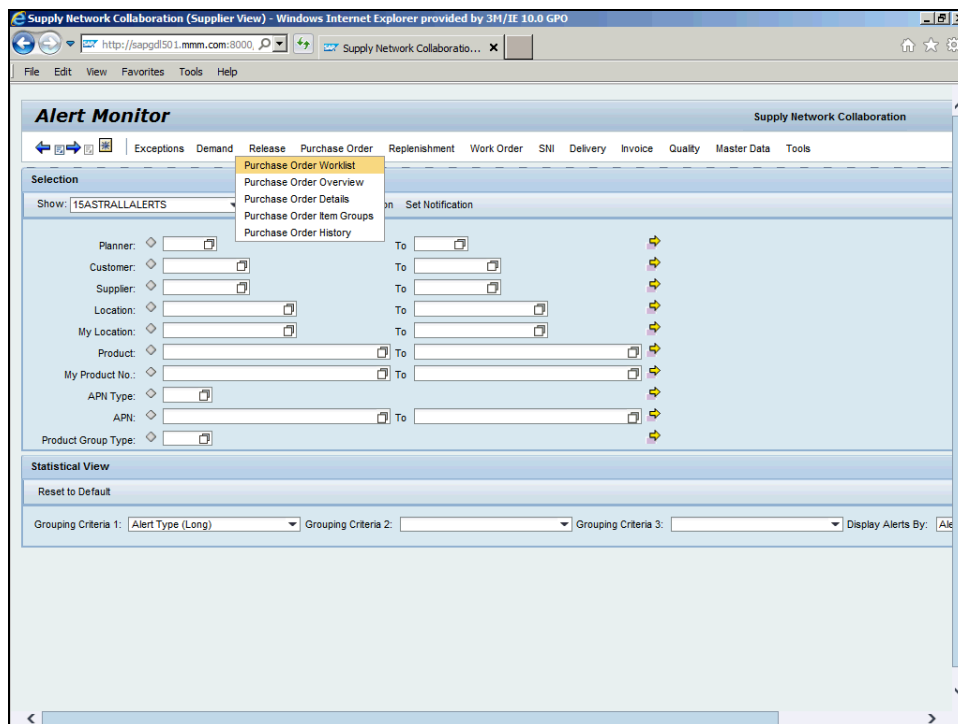 Supply Network Collaboration (Supplier View) - Windows Internet Explorer provided by 3M/IE 10.0 GPO
http://sapgdl501.mmm.com:8000, Supply Network Collaboratio...
File Edit View Favorites Tools Help
Alert Monitor
Supply Network Collaboration
Exceptions Demand Release Purchase Order Replenishment Work Order SNI Delivery Invoice Quality Master Data Tools
Purchase Order Worklist
Selection
Purchase Order Overview
Show: 15ASTRALLALERTS
Purchase Order Details
Set Notification
Purchase Order Item Groups
Purchase Order History
Planner: To
Customer: To
Supplier: To
Location: To
My Location: To
Product: To
My Product No.: To
APN Type:
APN: To
Product Group Type:
Statistical View
Reset to Default
Grouping Criteria 1: Alert Type (Long) Grouping Criteria 2: Grouping Criteria 3: Display Alerts By: